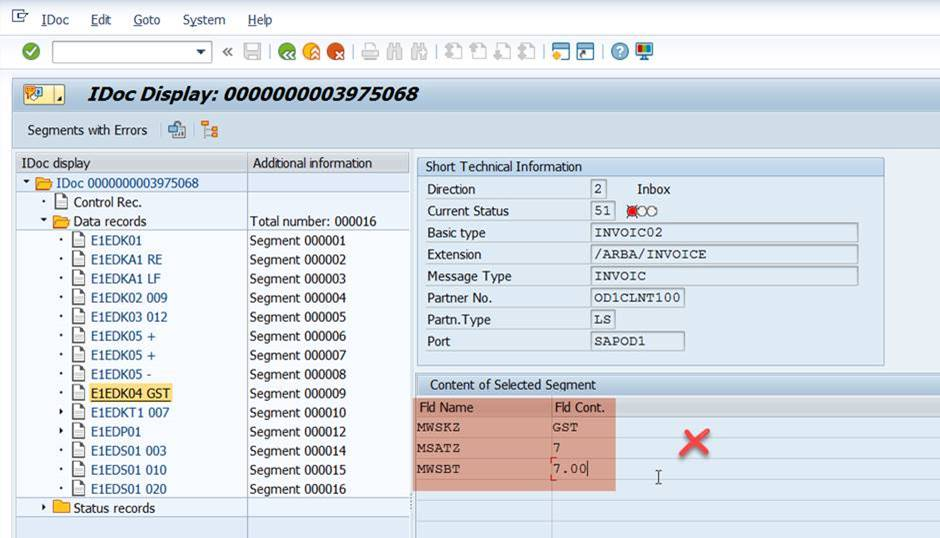 IDoc Edit Goto System Help
IDoc Display: 0000000003975068
Segments with Errors
IDoc display Additional information
IDoc 0000000003975068
Control Rec.
Data records Total number: 000016
E1EDK01 Segment 000001
E1EDKA1 RE Segment 000002
E1EDKA1 LF Segment 000003
E1EDK02 009 Segment 000004
E1EDK03 012 Segment 000005
E1EDK05 + Segment 000006
E1EDK05 + Segment 000007
E1EDK05 - Segment 000008
E1EDK04 GST Segment 000009
E1EDKT1 007 Segment 000010
E1EDP01 Segment 000012
E1EDS01 003 Segment 000014
E1EDS01 010 Segment 000015
E1EDS01 020 Segment 000016
Status records
Short Technical Information
Direction 2 Inbox
Current Status 51
Basic type INVOIC02
Extension /ARBA/INVOICE
Message Type INVOIC
Partner No. OD1CLNT100
Partn.Type LS
Port SAPOD1
Content of Selected Segment
Fld Name Fld Cont.
MWSKZ GST
MSATZ 7
MWSBT 7.00